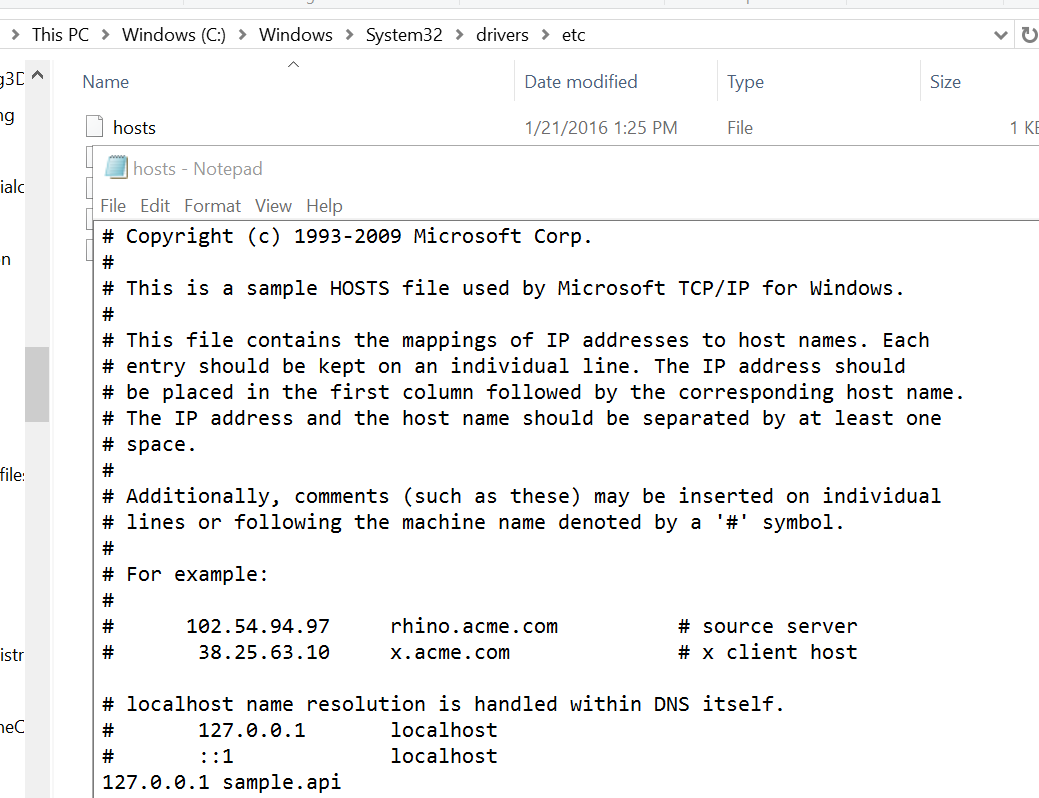 This PC > Windows (C:) > Windows > System32 > drivers > etc
Name Date modified Type Size
hosts 1/21/2016 1:25 PM File 1
hosts - Notepad
File Edit Format View Help
# Copyright (c) 1993-2009 Microsoft Corp.
#
# This is a sample HOSTS file used by Microsoft TCP/IP for Windows.
#
# This file contains the mappings of IP addresses to host names. Each
# entry should be kept on an individual line. The IP address should
# be placed in the first column followed by the corresponding host name.
# The IP address and the host name should be separated by at least one
# space.
#
# Additionally, comments (such as these) may be inserted on individual
# lines or following the machine name denoted by a '#' symbol.
#
# For example:
#
#      102.54.94.97     rhino.acme.com          # source server
#       38.25.63.10     x.acme.com              # x client host

# localhost name resolution is handled within DNS itself.
#       127.0.0.1       localhost
#       ::1             localhost
127.0.0.1 sample.api